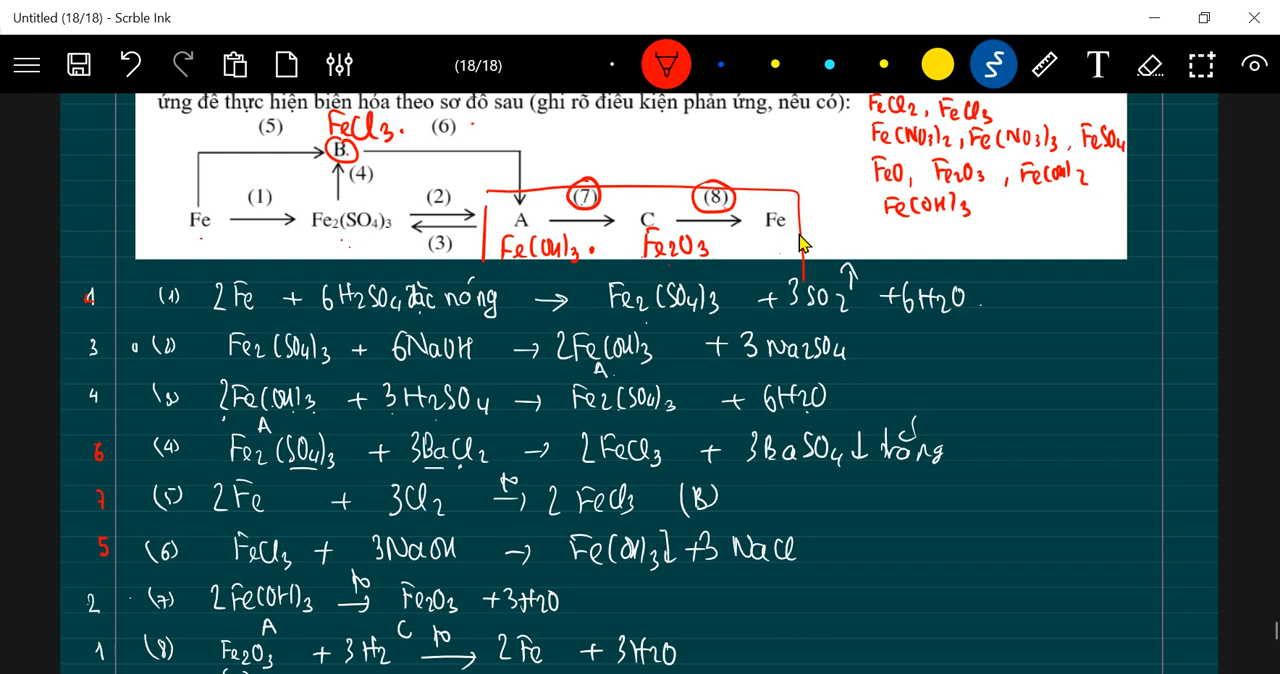 Untitled (18/18) - Scrble Ink
(18/18)
T
ứng để thực hiện biến hóa theo sơ đồ sau (ghi rõ điều kiện phản ứng, nếu có):
FeCl2, FeCl3
Fe(NO3)2, Fe(NO3)3, FeSO4
FeO, Fe2O3, Fe(OH)2
Fe(OH)3
(5) FeCl3. (6)
B.
(4)
(1) (2) (7) (8)
Fe Fe₂(SO₄)₃ A C Fe
(3) Fe(OH)3. Fe2O3
1 (1) 2Fe + 6H2SO4 đặc nóng → Fe2(SO4)3 + 3SO2↑ + 6H2O.
3 (2) Fe2(SO4)3 + 6NaOH → 2Fe(OH)3 + 3Na2SO4
A
4 (3) 2Fe(OH)3 + 3H2SO4 → Fe2(SO4)3 + 6H2O
A
6 (4) Fe2(SO4)3 + 3BaCl2 → 2FeCl3 + 3BaSO4↓ trắng
7 (5) 2Fe + 3Cl2 to→ 2FeCl3 (B)
5 (6) FeCl3 + 3NaOH → Fe(OH)3↓ + 3NaCl
2 (7) 2Fe(OH)3 to→ Fe2O3 + 3H2O
A C
1 (8) Fe2O3 + 3H2 to→ 2Fe + 3H2O